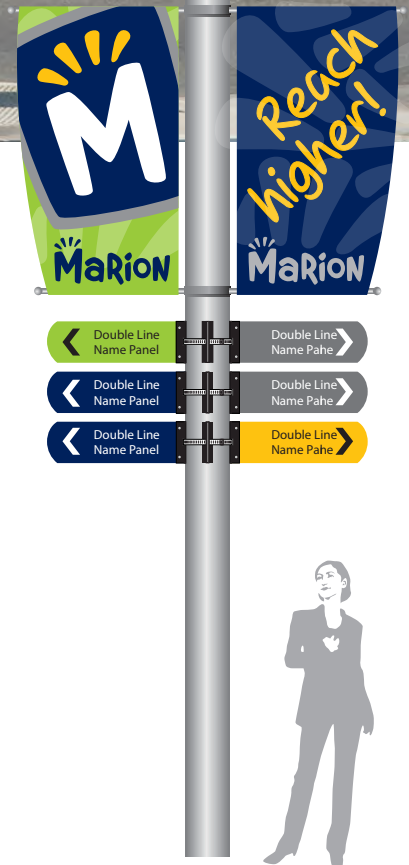 M
Marion
Reach
higher!
Marion
Double Line
Name Panel
Double Line
Name Pahe
Double Line
Name Panel
Double Line
Name Pahe
Double Line
Name Panel
Double Line
Name Pahe